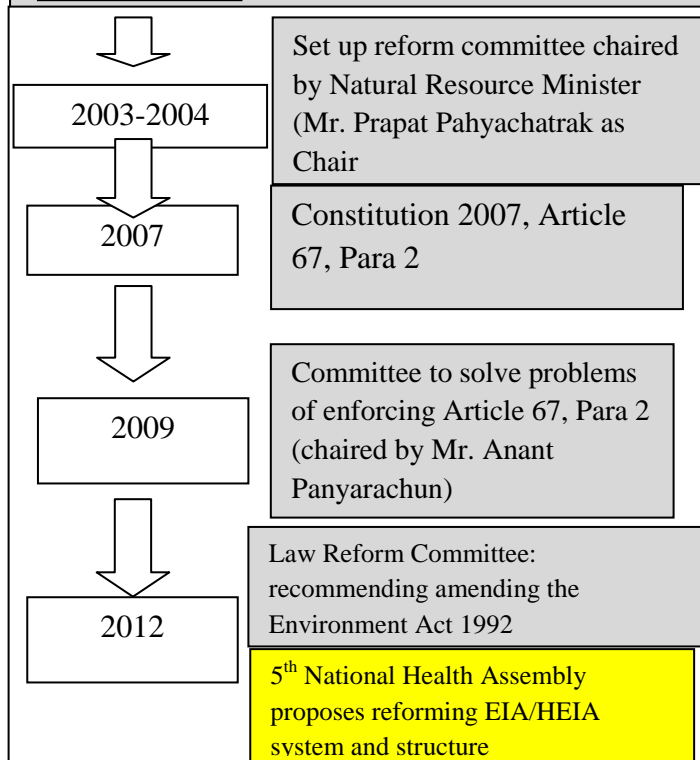 2003-2004
Set up reform committee chaired
by Natural Resource Minister
(Mr. Prapat Pahyachatrak as
Chair
2007
Constitution 2007, Article
67, Para 2
2009
Committee to solve problems
of enforcing Article 67, Para 2
(chaired by Mr. Anant
Panyarachun)
2012
Law Reform Committee:
recommending amending the
Environment Act 1992
5th National Health Assembly
proposes reforming EIA/HEIA
system and structure